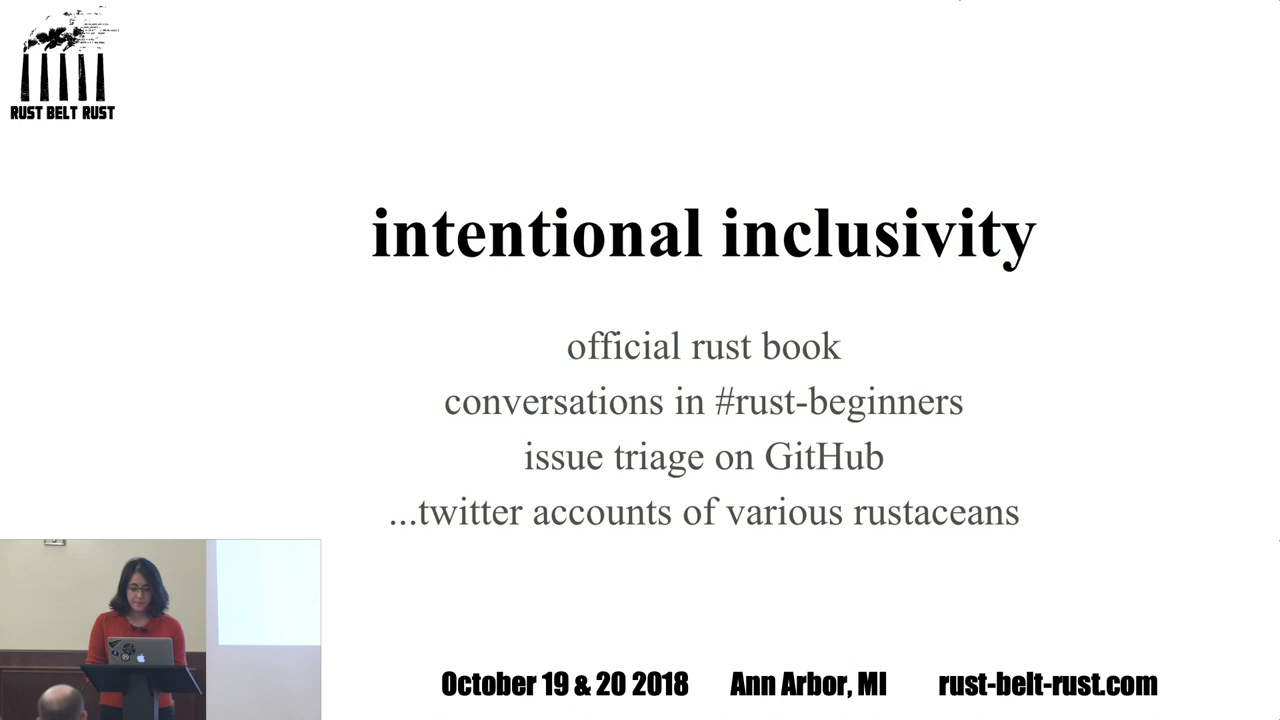 RUST BELT RUST
intentional inclusivity
official rust book
conversations in #rust-beginners
issue triage on GitHub
...twitter accounts of various rustaceans
October 19 & 20 2018 Ann Arbor, MI rust-belt-rust.com